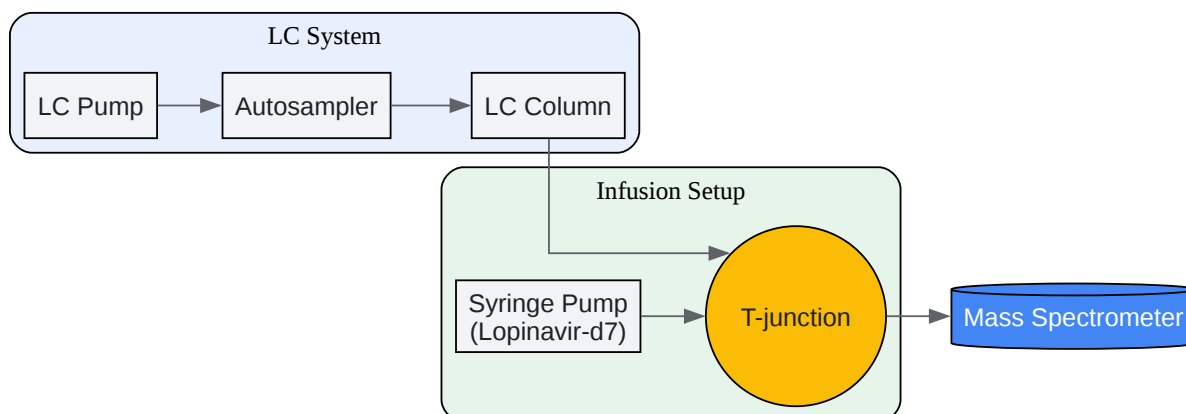 LC System
LC Pump
Autosampler
LC Column
Infusion Setup
Syringe Pump
(Lopinavir-d7)
T-junction
Mass Spectrometer